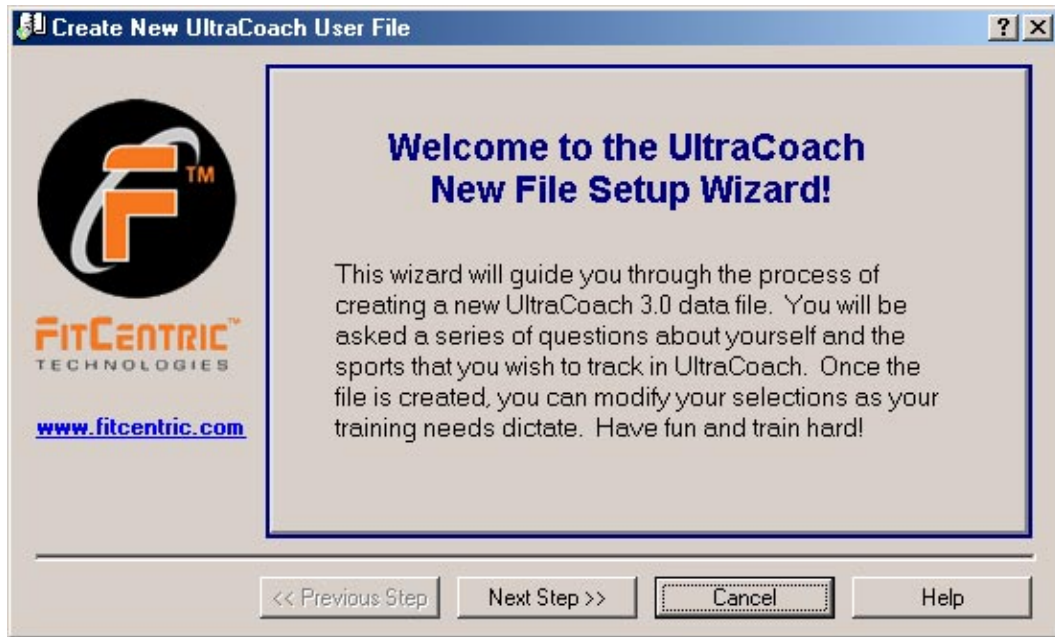 Create New UltraCoach User File
F™
FITCENTRIC™
TECHNOLOGIES
www.fitcentric.com
Welcome to the UltraCoach
New File Setup Wizard!
This wizard will guide you through the process of
creating a new UltraCoach 3.0 data file.  You will be
asked a series of questions about yourself and the
sports that you wish to track in UltraCoach.  Once the
file is created, you can modify your selections as your
training needs dictate.  Have fun and train hard!
<< Previous Step
Next Step >>
Cancel
Help